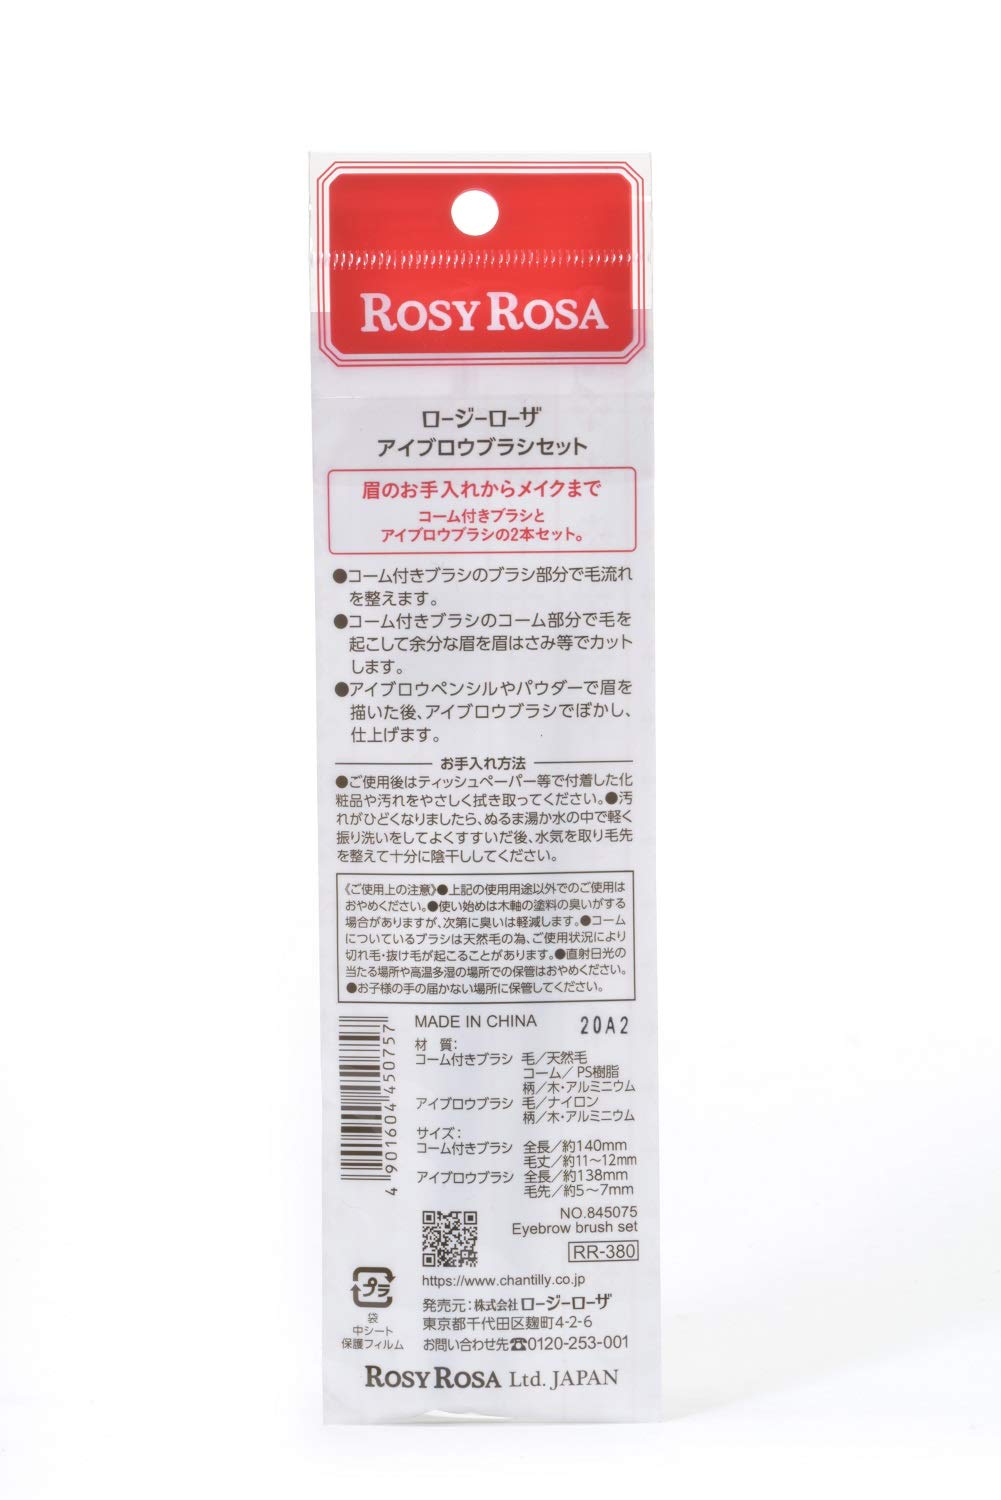 ROSY ROSA
ロージーローザ
アイブロウブラシセット
眉のお手入れからメイクまで
コーム付きブラシと
アイブロウブラシの2本セット。
●コーム付きブラシのブラシ部分で毛流れ
を整えます。
●コーム付きブラシのコーム部分で毛を
起こして余分な眉を眉はさみ等でカット
します。
●アイブロウペンシルやパウダーで眉を
描いた後、アイブロウブラシでぼかし、
仕上げます。
お手入れ方法
●ご使用後はティッシュペーパー等で付着した化
粧品や汚れをやさしく拭き取ってください。●汚
れがひどくなりましたら、ぬるま湯か水の中で軽く
振り洗いをしてよくすすいだ後、水気を取り毛先
を整えて十分に陰干ししてください。
《ご使用上の注意》●上記の使用用途以外でのご使用は
おやめください。●使い始めは木軸の塗料の臭いがする
場合がありますが、次第に臭いは軽減します。●コーム
についているブラシは天然毛の為、ご使用状況により
切れ毛・抜け毛が起こることがあります。●直射日光の
当たる場所や高温多湿の場所での保管はおやめください。
●お子様の手の届かない場所に保管してください。
4 901604 450757
MADE IN CHINA 20A2
材 質:
コーム付きブラシ 毛/天然毛
コーム/PS樹脂
柄/木・アルミニウム
アイブロウブラシ 毛/ナイロン
柄/木・アルミニウム
サイズ:
コーム付きブラシ 全長/約140mm
毛丈/約11～12mm
アイブロウブラシ 全長/約138mm
毛先/約5～7mm
NO.845075
Eyebrow brush set
RR-380
https://www.chantilly.co.jp
プラ
袋
中シート
保護フィルム
発売元:株式会社 ロージーローザ
東京都千代田区麹町4-2-6
お問い合わせ先☎0120-253-001
ROSY ROSA Ltd. JAPAN